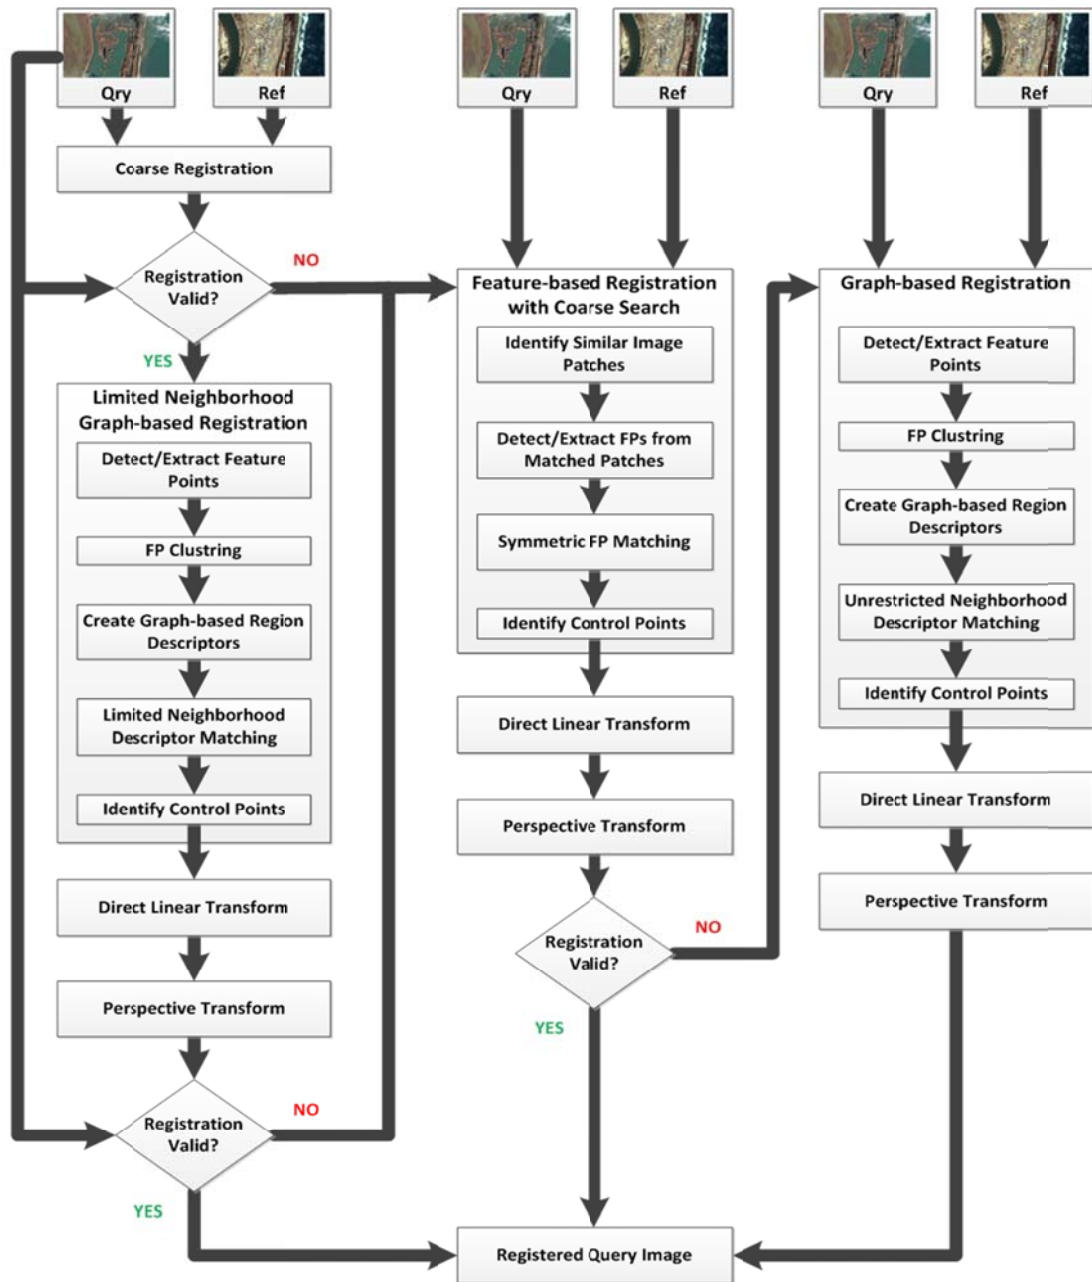 Qry
Ref
Coarse Registration
Registration
Valid?
NO
YES
Limited Neighborhood
Graph-based Registration
Detect/Extract Feature
Points
FP Clustring
Create Graph-based Region
Descriptors
Limited Neighborhood
Descriptor Matching
Identify Control Points
Direct Linear Transform
Perspective Transform
Registration
Valid?
NO
YES
Qry
Ref
Feature-based Registration
with Coarse Search
Identify Similar Image
Patches
Detect/Extract FPs from
Matched Patches
Symmetric FP Matching
Identify Control Points
Direct Linear Transform
Perspective Transform
Registration
Valid?
NO
YES
Registered Query Image
Qry
Ref
Graph-based Registration
Detect/Extract Feature
Points
FP Clustring
Create Graph-based Region
Descriptors
Unrestricted Neighborhood
Descriptor Matching
Identify Control Points
Direct Linear Transform
Perspective Transform